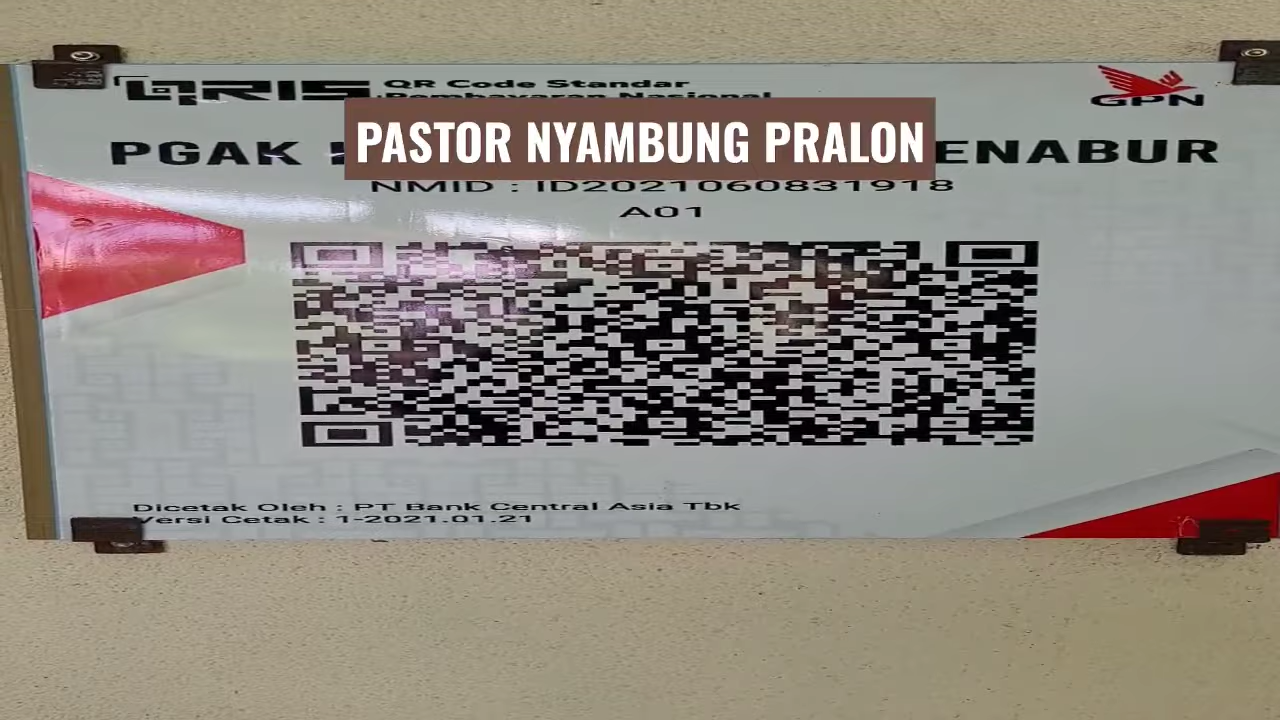 QRIS QR Code Standar
Pembayaran Nasional
GPN
PASTOR NYAMBUNG PRALON
PGAK ENABUR
NMID : ID2021060831918
A01
Dicetak Oleh : PT Bank Central Asia Tbk
Versi Cetak : 1-2021.01.21